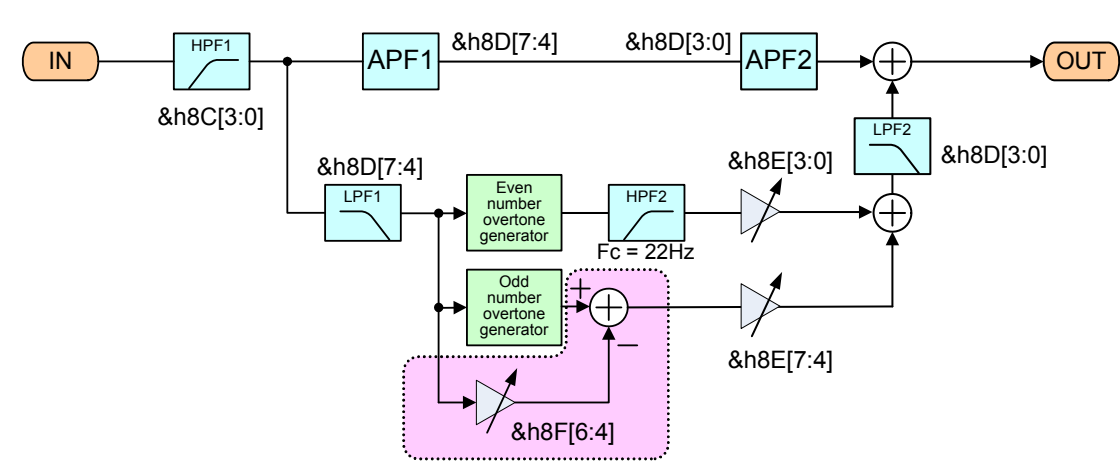 IN
HPF1
&h8C[3:0]
APF1
&h8D[7:4]
&h8D[3:0]
APF2
+
OUT
LPF2
&h8D[3:0]
&h8D[7:4]
LPF1
Even
number
overtone
generator
HPF2
Fc = 22Hz
&h8E[3:0]
+
Odd
number
overtone
generator
+
+
−
&h8E[7:4]
&h8F[6:4]